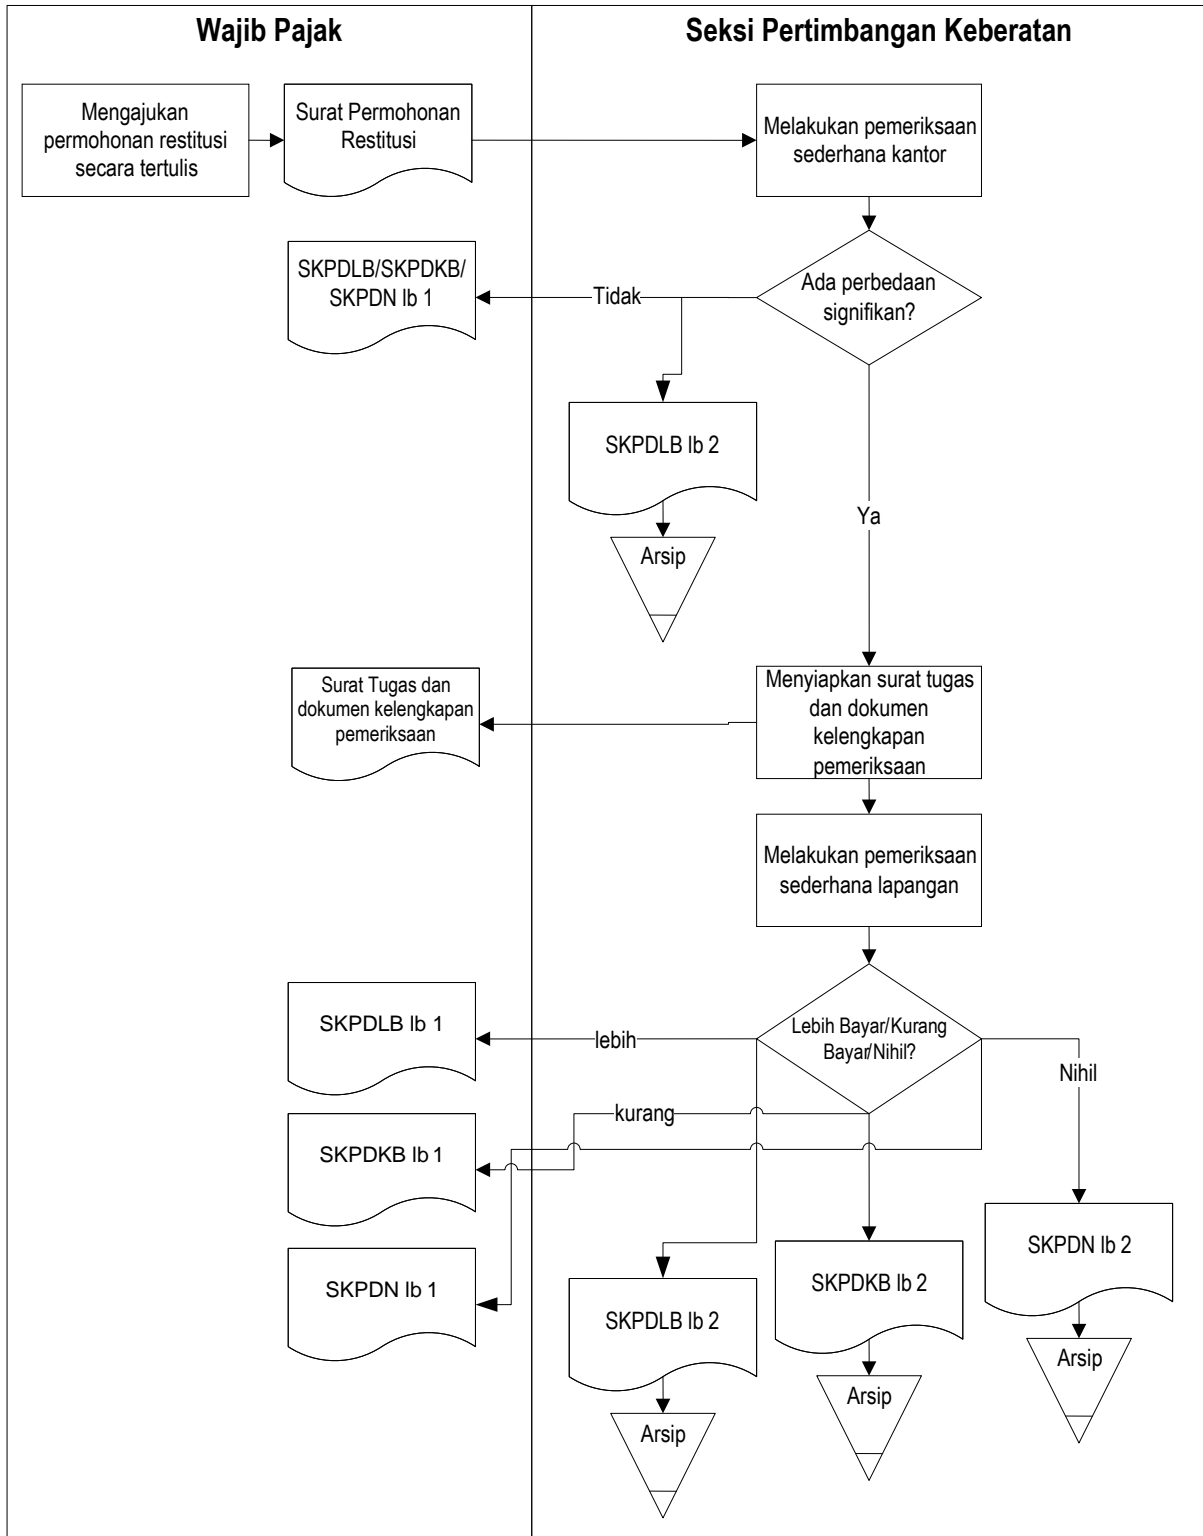 Wajib Pajak
Seksi Pertimbangan Keberatan
Mengajukan
permohonan restitusi
secara tertulis
Surat Permohonan
Restitusi
Melakukan pemeriksaan
sederhana kantor
SKPDLB/SKPDKB/
SKPDN lb 1
Tidak
Ada perbedaan
signifikan?
SKPDLB lb 2
Arsip
Ya
Surat Tugas dan
dokumen kelengkapan
pemeriksaan
Menyiapkan surat tugas
dan dokumen
kelengkapan
pemeriksaan
Melakukan pemeriksaan
sederhana lapangan
SKPDLB lb 1
lebih
Lebih Bayar/Kurang
Bayar/Nihil?
Nihil
kurang
SKPDKB lb 1
SKPDN lb 1
SKPDLB lb 2
SKPDKB lb 2
SKPDN lb 2
Arsip
Arsip
Arsip